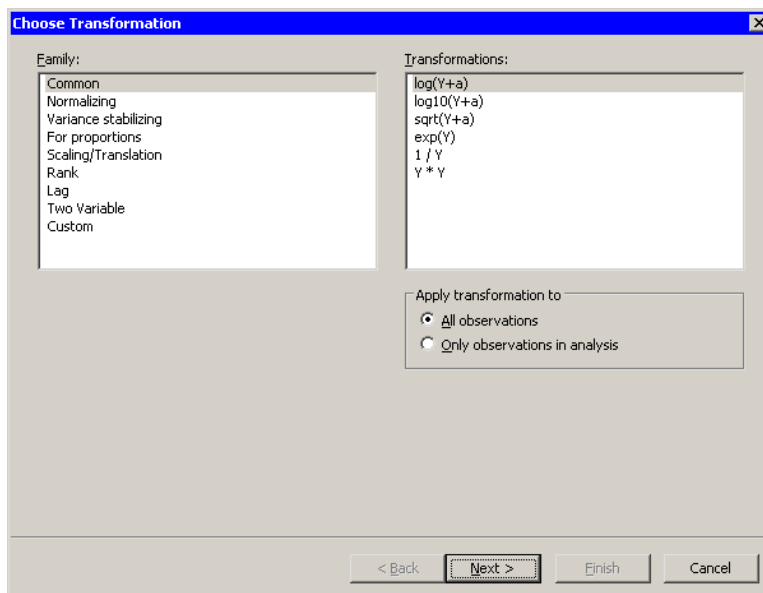 Choose Transformation
Family:
Common
Normalizing
Variance stabilizing
For proportions
Scaling/Translation
Rank
Lag
Two Variable
Custom
Transformations:
log(Y+a)
log10(Y+a)
sqrt(Y+a)
exp(Y)
1 / Y
Y * Y
Apply transformation to
All observations
Only observations in analysis
< Back
Next >
Finish
Cancel